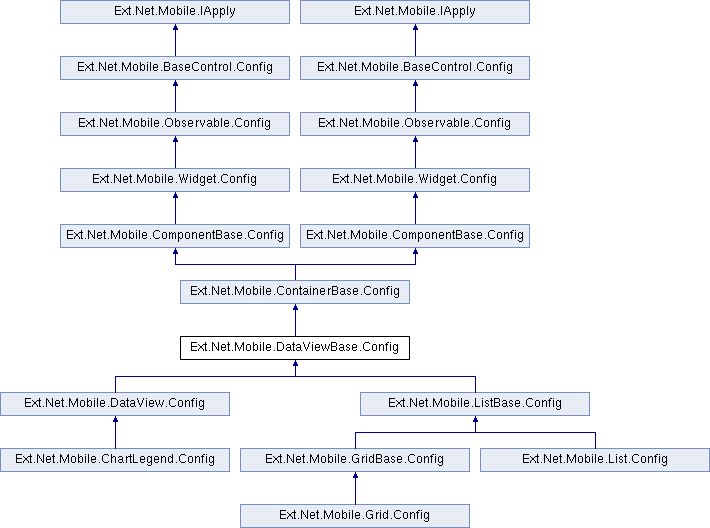 Ext.Net.Mobile.IApply
Ext.Net.Mobile.IApply
Ext.Net.Mobile.BaseControl.Config
Ext.Net.Mobile.BaseControl.Config
Ext.Net.Mobile.Observable.Config
Ext.Net.Mobile.Observable.Config
Ext.Net.Mobile.Widget.Config
Ext.Net.Mobile.Widget.Config
Ext.Net.Mobile.ComponentBase.Config
Ext.Net.Mobile.ComponentBase.Config
Ext.Net.Mobile.ContainerBase.Config
Ext.Net.Mobile.DataViewBase.Config
Ext.Net.Mobile.DataView.Config
Ext.Net.Mobile.ListBase.Config
Ext.Net.Mobile.ChartLegend.Config
Ext.Net.Mobile.GridBase.Config
Ext.Net.Mobile.List.Config
Ext.Net.Mobile.Grid.Config